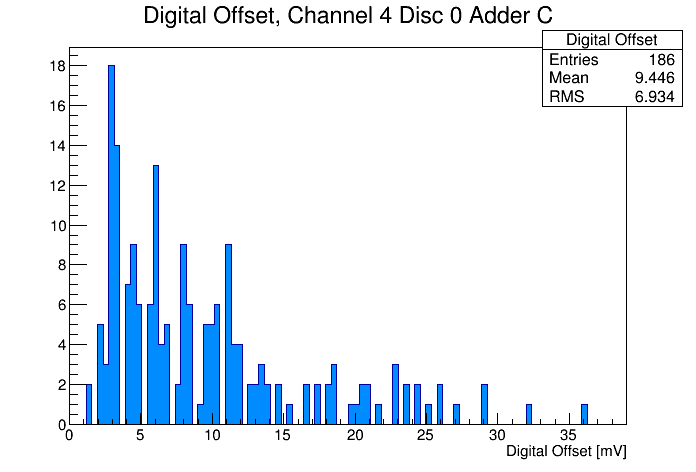 Digital Offset, Channel 4 Disc 0 Adder C
Digital Offset
Entries 186
Mean 9.446
RMS 6.934
18
16
14
12
10
8
6
4
2
0
0 5 10 15 20 25 30 35
Digital Offset [mV]